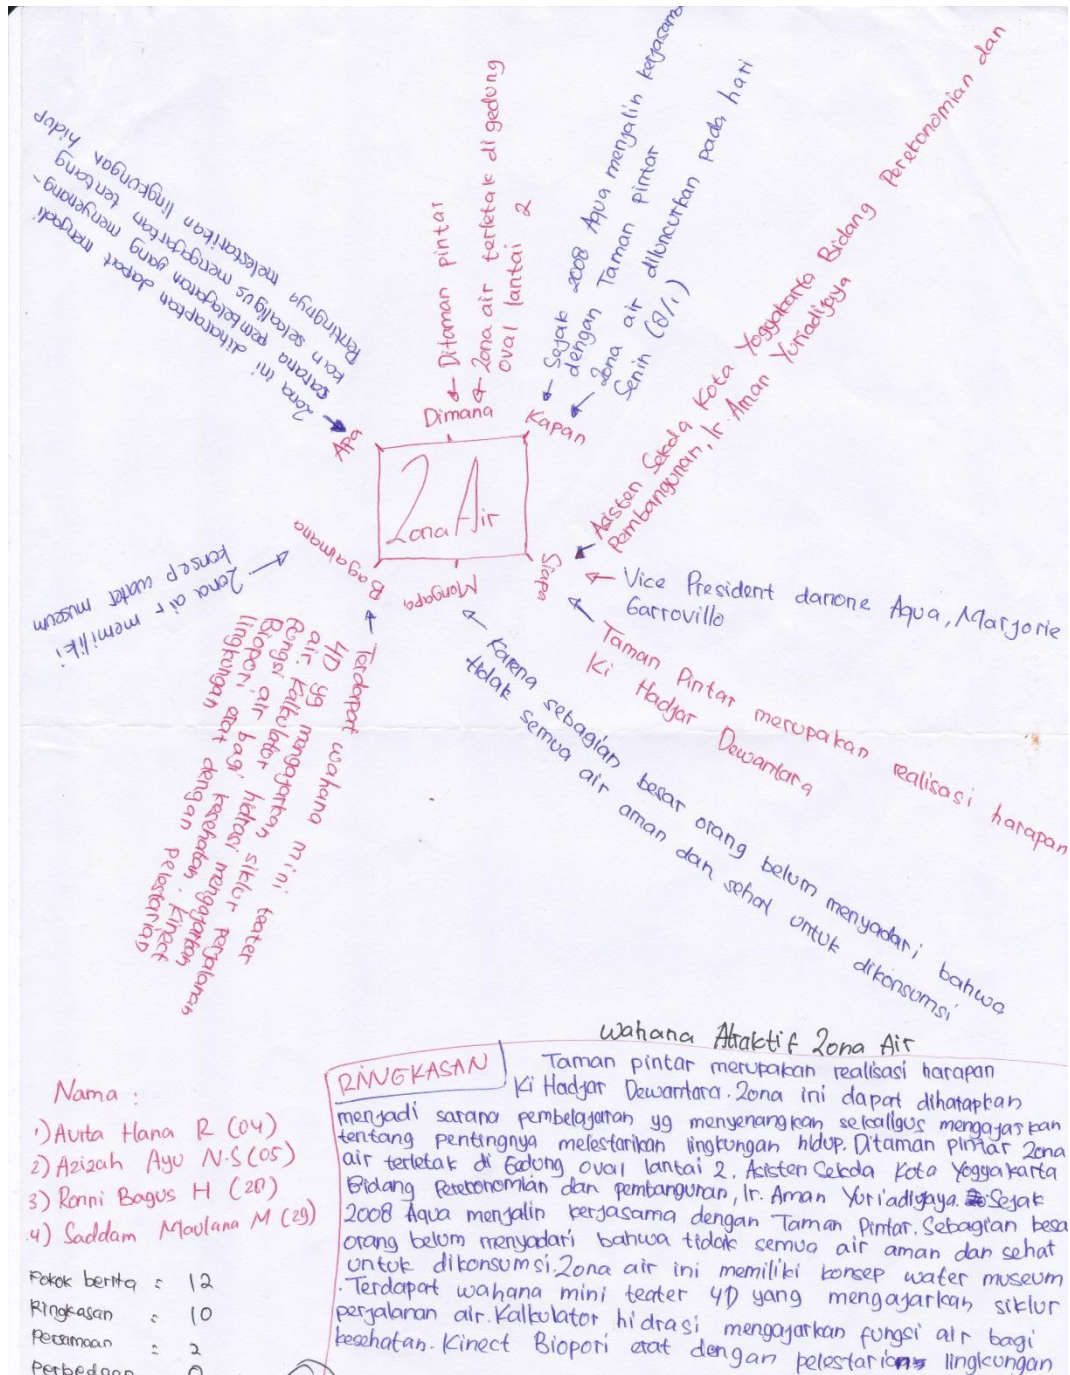 Zona Air
Apa
Zona ini diharapkan dapat menjadi
sarana pembelajaran yang menyenang-
kan sekaligus mengajarkan tentang
Pentingnya melestarikan lingkungan hidup
Dimana
Ditaman pintar
Zona air terletak di gedung
oval lantai 2
Kapan
Sejak 2008 Aqua menjalin kerjasama
dengan Taman pintar
Zona air diluncurkan pada hari
Senin (8/1)
Siapa
Asisten Sekda Kota Yoggakarta Bidang Perekonomian dan
Pembangunan, Ir. Aman Yuriadijaya
Vice President danone Aqua, Marjorie
Garrovillo
Taman Pintar merupakan realisasi harapan
Ki Hadjar Dewantara
Mengapa
Karena sebagian besar orang belum menyadari bahwa
tidak semua air aman dan sehat untuk dikonsumsi
Bagaimana
Zona air memiliki
konsep water museum
Terdapat wahana mini teater
4D yg mengajarkan siklur perjalanan
air. Kalkulator hidrasi mengajarkan
Fungsi air bagi kesehatan. Kinect
Biopori erat dengan pelestarian
lingkungan
Wahana Atraktif Zona Air
RINGKASAN
Taman pintar merupakan realisasi harapan
Ki Hadjar Dewantara. Zona ini dapat diharapkan
menjadi sarana pembelajaran yg menyenangkan sekaligus mengajarkan
tentang pentingnya melestarikan lingkungan hidup. Ditaman pintar Zona
air terletak di Gedung Oval lantai 2. Asisten Sekda Kota Yogyakarta
Bidang Perekonomian dan pembangunan, Ir. Aman Yuriadijaya. Sejak
2008 Aqua menjalin kerjasama dengan Taman Pintar. Sebagian besa
orang belum menyadari bahwa tidak semua air aman dan sehat
untuk dikonsumsi. Zona air ini memiliki konsep water museum
. Terdapat wahana mini teater 4D yang mengajarkan siklur
perjalanan air. Kalkulator hidrasi mengajarkan fungsi air bagi
kesehatan. Kinect Biopori erat dengan pelestarian lingkungan
Nama :
1) Avita Hana R (04)
2) Azizah Ayu N.S (05)
3) Ronni Bagus H (28)
4) Saddam Maulana M (29)
Pokok berita : 12
Ringkasan : 10
Persamaan : 2
Perbedaan